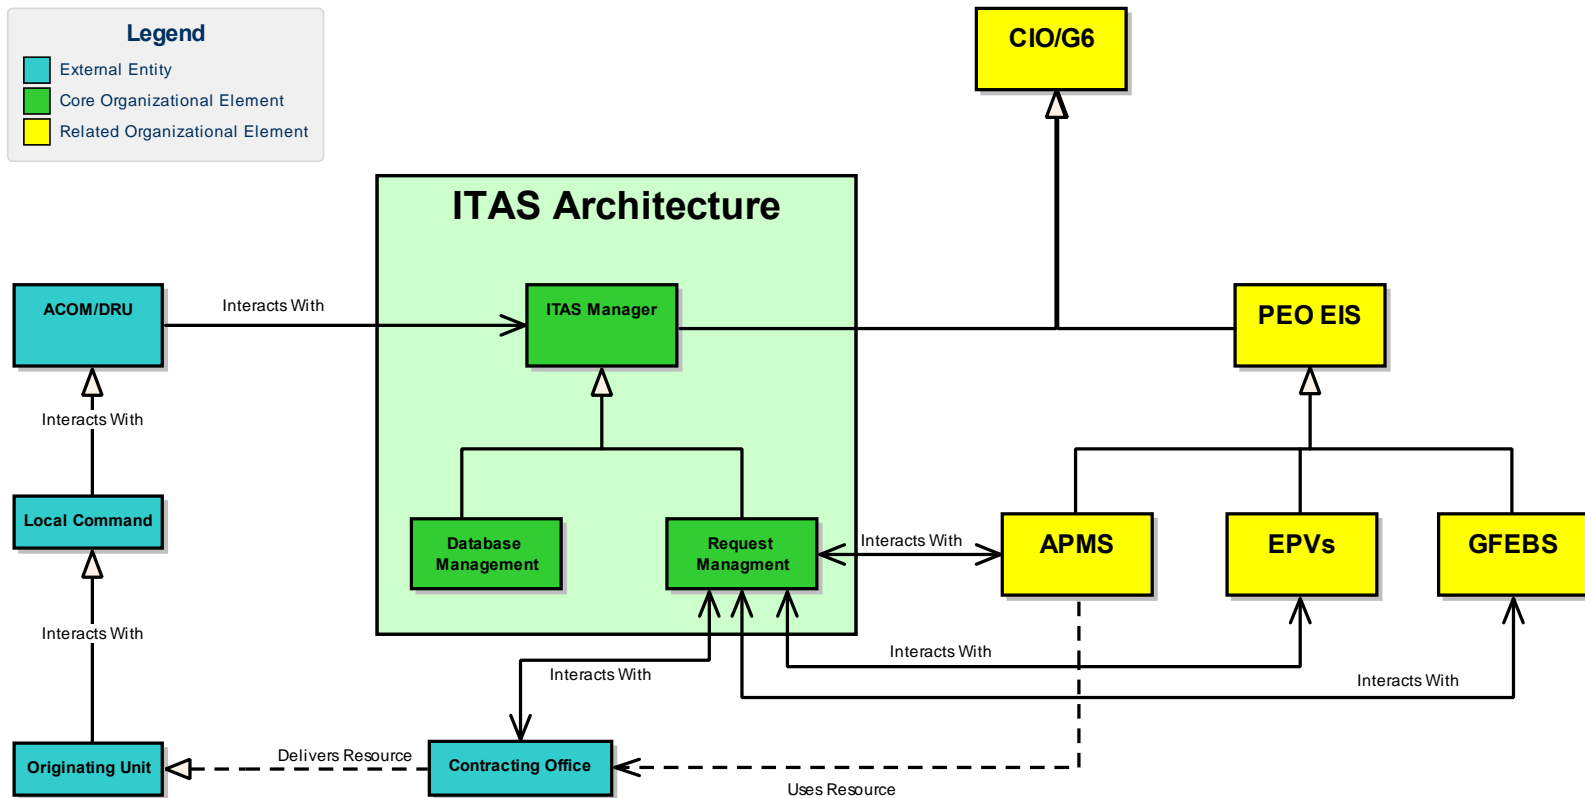 Legend
External Entity
Core Organizational Element
Related Organizational Element
CIO/G6
ITAS Architecture
ACOM/DRU
Interacts With
ITAS Manager
PEO EIS
Interacts With
Local Command
Database
Management
Request
Managment
Interacts With
APMS
EPVs
GFEBS
Interacts With
Interacts With
Interacts With
Interacts With
Originating Unit
Delivers Resource
Contracting Office
Uses Resource